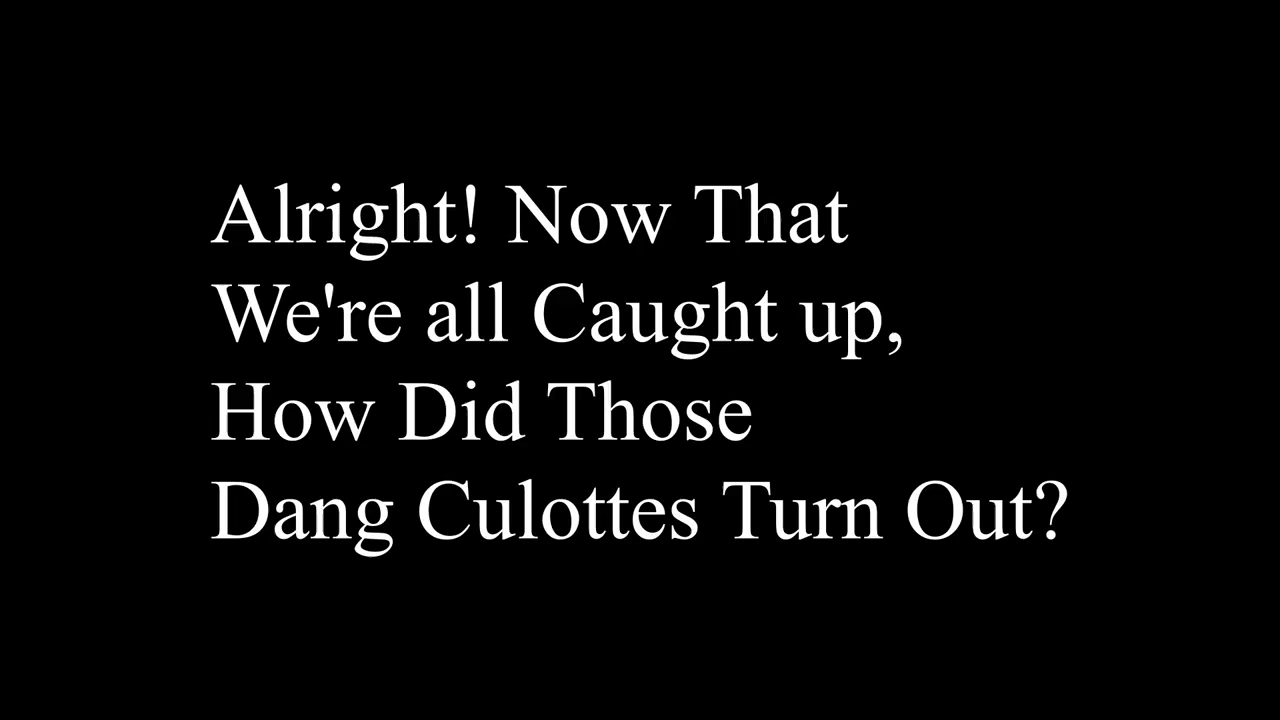 Alright! Now That
We're all Caught up,
How Did Those
Dang Culottes Turn Out?